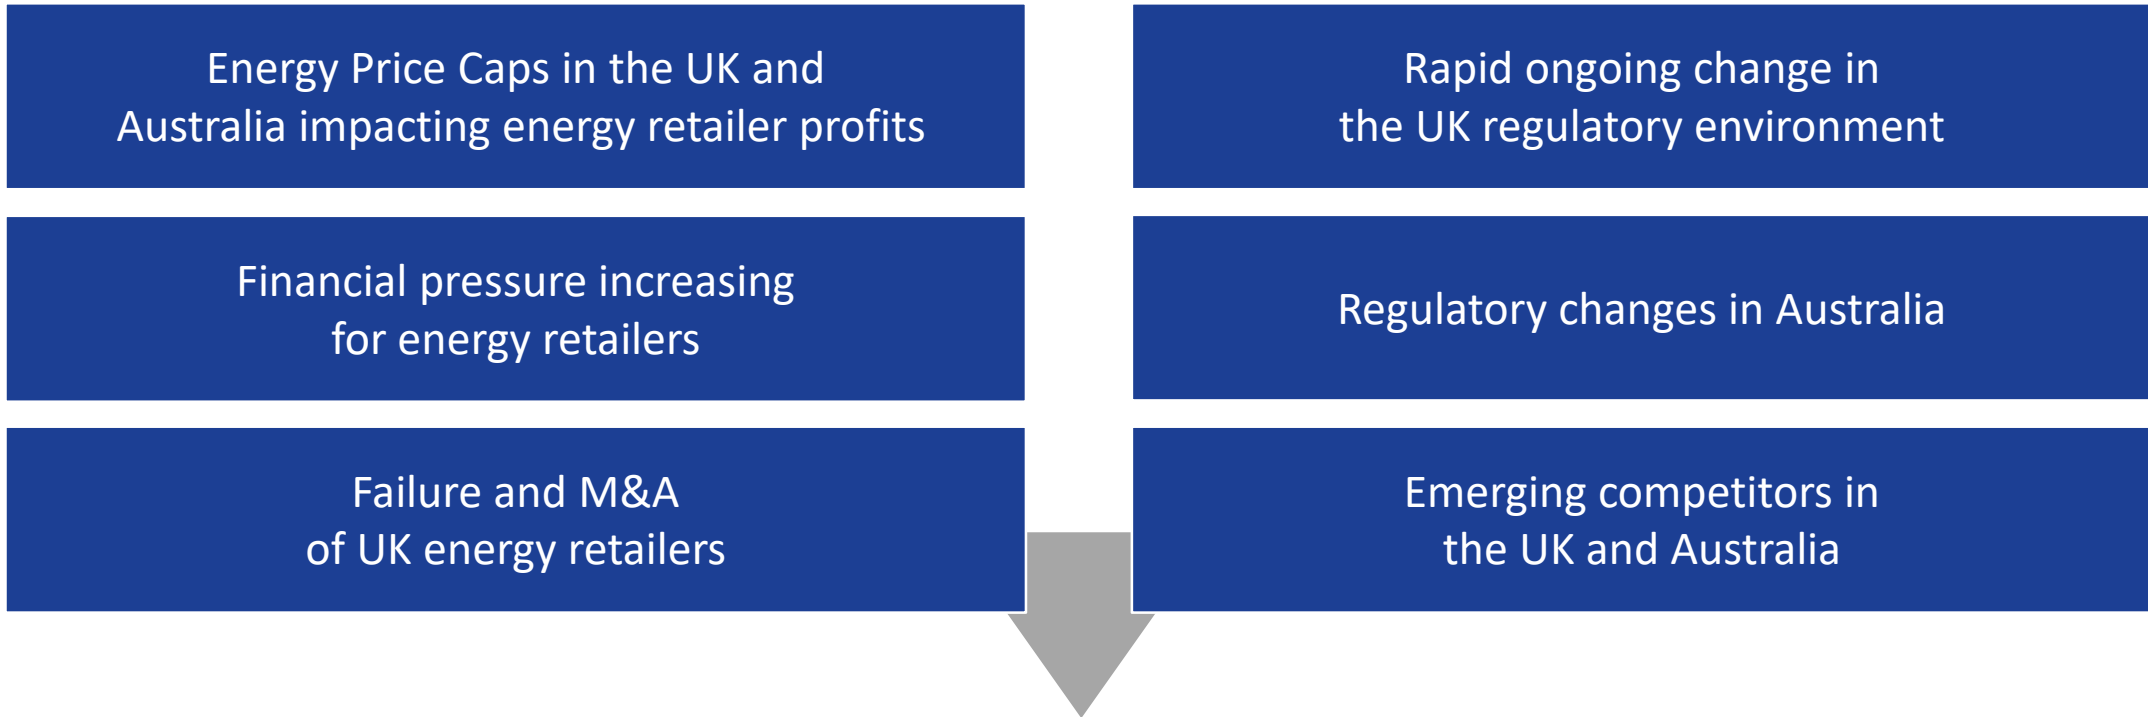 Energy Price Caps in the UK and
Australia impacting energy retailer profits
Rapid ongoing change in
the UK regulatory environment
Financial pressure increasing
for energy retailers
Regulatory changes in Australia
Failure and M&A
of UK energy retailers
Emerging competitors in
the UK and Australia